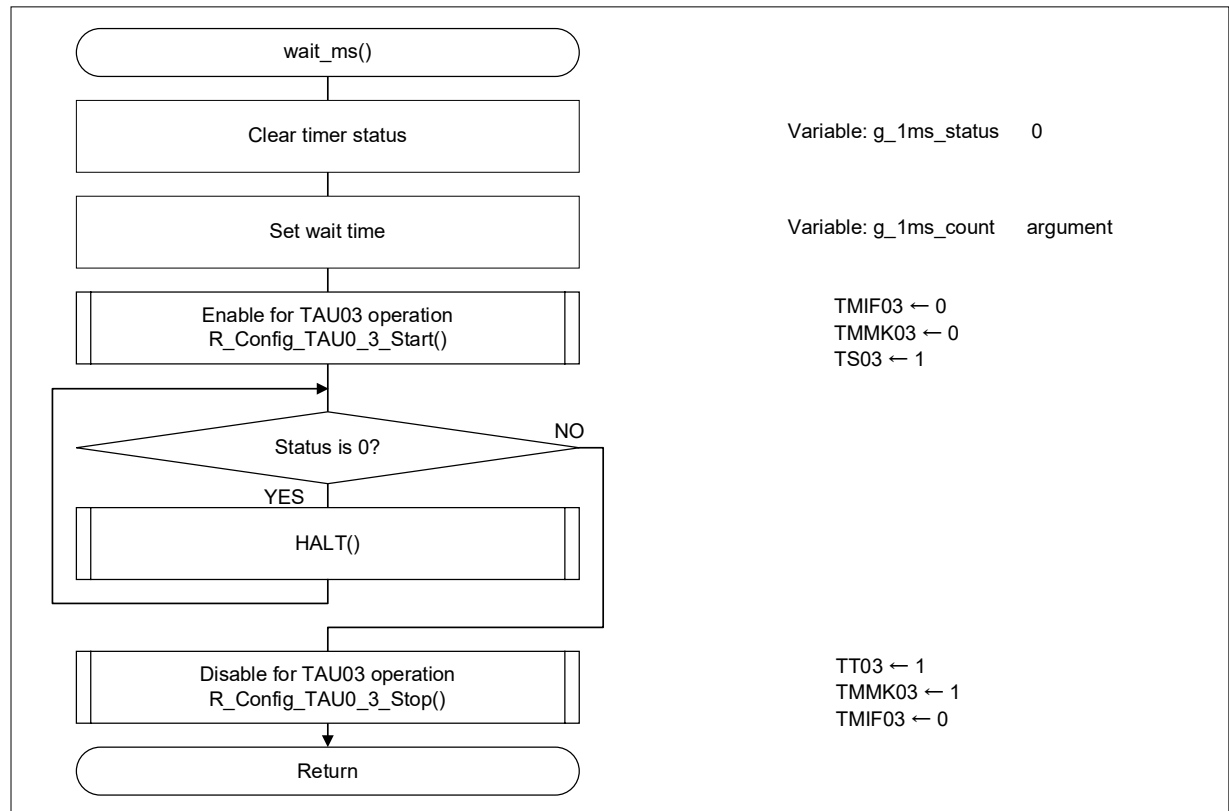 wait_ms()
Clear timer status
Variable: g_1ms_status 0
Set wait time
Variable: g_1ms_count argument
Enable for TAU03 operation
R_Config_TAU0_3_Start()
TMIF03 ← 0
TMMK03 ← 0
TS03 ← 1
Status is 0?
NO
YES
HALT()
Disable for TAU03 operation
R_Config_TAU0_3_Stop()
TT03 ← 1
TMMK03 ← 1
TMIF03 ← 0
Return